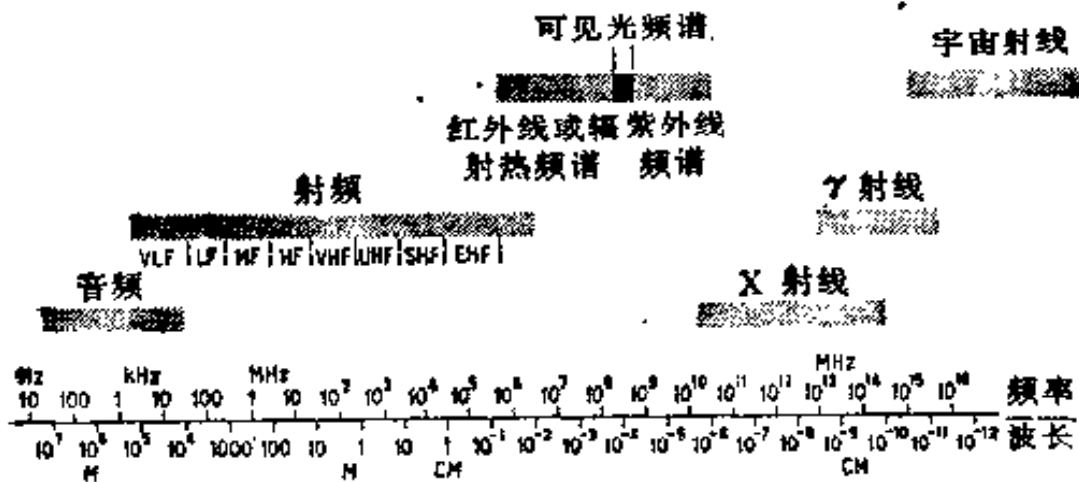 可见光频谱
宇宙射线
红外线或辐 紫外线
射热频谱 频谱
射频
γ 射线
VLF LF MF HF VHF UHF SHF EHF
音频
X 射线
Hz kHz MHz MHz
10 100 1 10 100 1 10 10² 10³ 10⁴ 10⁵ 10⁶ 10⁷ 10⁸ 10⁹ 10¹⁰ 10¹¹ 10¹² 10¹³ 10¹⁴ 10¹⁵ 10¹⁶ 频率
10⁷ 10⁶ 10⁵ 10⁴ 1000 100 10 1 10 1 10⁻¹ 10⁻² 10⁻³ 10⁻⁵ 10⁻⁶ 10⁻⁷ 10⁻⁸ 10⁻⁹ 10⁻¹⁰ 10⁻¹¹ 10⁻¹² 波长
M M CM CM